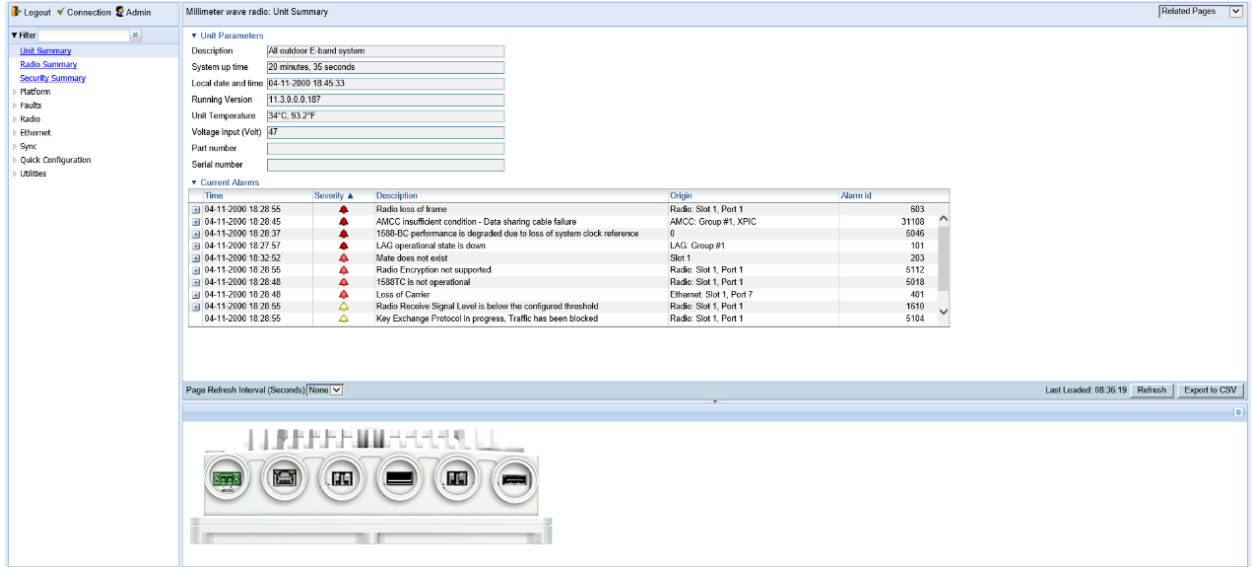 Logout Connection Admin
Millimeter wave radio: Unit Summary
Related Pages
Filter
Unit Summary
Radio Summary
Security Summary
Platform
Faults
Radio
Ethernet
Sync
Quick Configuration
Utilities
Unit Parameters
Description All outdoor E-band system
System up time 20 minutes, 35 seconds
Local date and time 04-11-2000 18:45:33
Running Version 11.3.0.0.0.187
Unit Temperature 34°C, 93.2°F
Voltage input (Volt) 47
Part number
Serial number
Current Alarms
Time Severity ▲ Description Origin Alarm id
04-11-2000 18:28:55 Radio loss of frame Radio: Slot 1, Port 1 603
04-11-2000 18:28:45 AMCC insufficient condition - Data sharing cable failure AMCC: Group #1, XPIC 31108
04-11-2000 18:28:37 1588-BC performance is degraded due to loss of system clock reference 0 5046
04-11-2000 18:27:57 LAG operational state is down LAG: Group #1 101
04-11-2000 18:32:52 Mate does not exist Slot 1 203
04-11-2000 18:28:55 Radio Encryption not supported Radio: Slot 1, Port 1 5112
04-11-2000 18:28:48 1588TC is not operational Radio: Slot 1, Port 1 5018
04-11-2000 18:28:48 Loss of Carrier Ethernet: Slot 1, Port 7 401
04-11-2000 18:28:55 Radio Receive Signal Level is below the configured threshold Radio: Slot 1, Port 1 1610
04-11-2000 18:28:55 Key Exchange Protocol in progress, Traffic has been blocked Radio: Slot 1, Port 1 5104
Page Refresh Interval (Seconds) None
Last Loaded: 08:36:19 Refresh Export to CSV